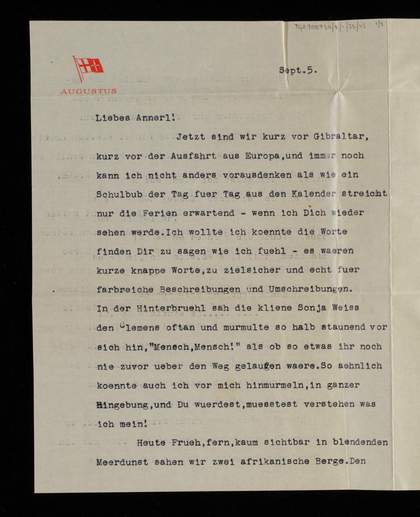 AUGUSTUS
Sept.5.
Liebes Annerl!
Jetzt sind wir kurz vor Gibraltar,
kurz vor der Ausfahrt aus Europa,und immer noch
kann ich nicht anders vorausdenken als wie ein
Schulbub der Tag fuer Tag aus den Kalender streicht
nur die Ferien erwartend - wenn ich Dich wieder
sehen werde.Ich wollte ich koennte die Worte
finden Dir zu sagen wie ich fuehl - es waeren
kurze knappe Worte,zu zielsicher und echt fuer
farbreiche Beschreibungen und Umschreibungen.
In der Hinterbruehl sah die kliene Sonja Weiss
den Clemens oftan und murmulte so halb staunend vor
sich hin,"Mensch,Mensch!" als ob so etwas ihr noch
nie zuvor ueber den Weg gelaufen waere.So aehnlich
koennte auch ich vor mich hinmurmeln,in ganzer
Hingebung,und Du wuerdest,muesstest verstehen was
ich mein!
Heute Frueh,fern,kaum sichtbar in blendenden
Meerdunst sahen wir zwei afrikanische Berge.Den